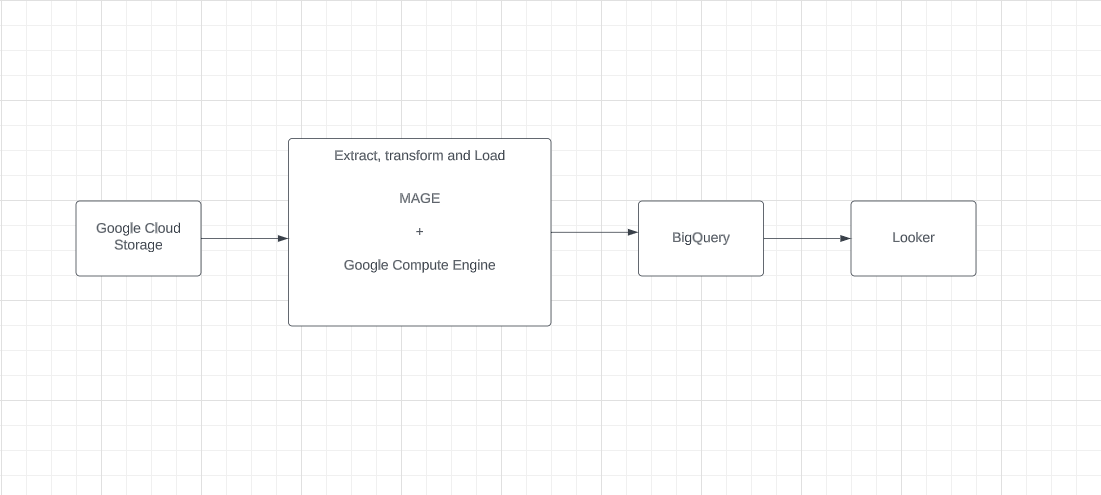 Google Cloud
Storage
Extract, transform and Load
MAGE
+
Google Compute Engine
BigQuery
Looker